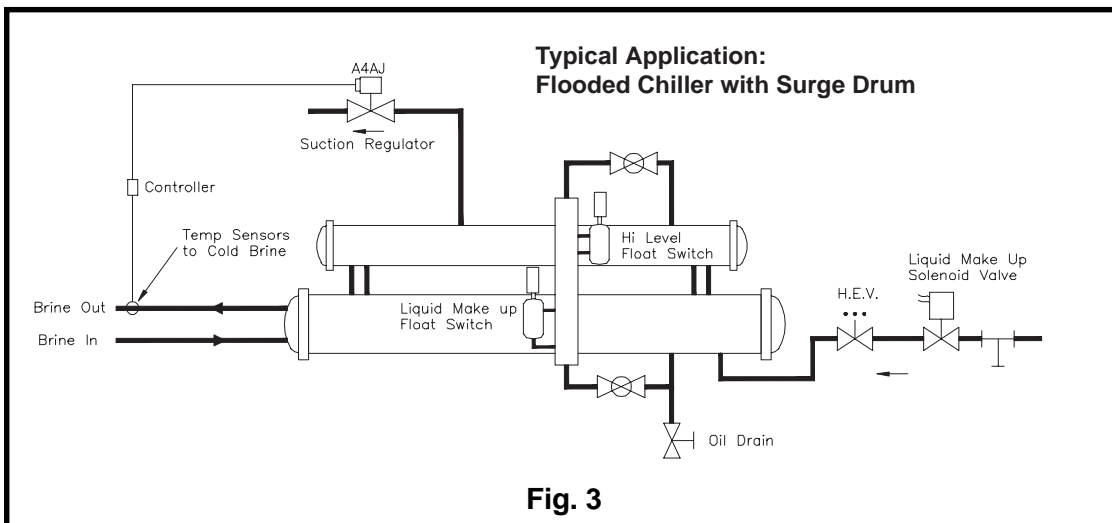 Typical Application:
Flooded Chiller with Surge Drum
A4AJ
Suction Regulator
Controller
Temp Sensors
to Cold Brine
Hi Level
Float Switch
Liquid Make Up
Solenoid Valve
H.E.V.
Brine Out
Liquid Make up
Float Switch
Brine In
Oil Drain
Fig. 3